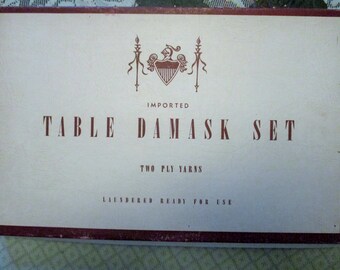 IMPORTED
TABLE DAMASK SET
TWO PLY YARNS
LAUNDERED READY FOR USE